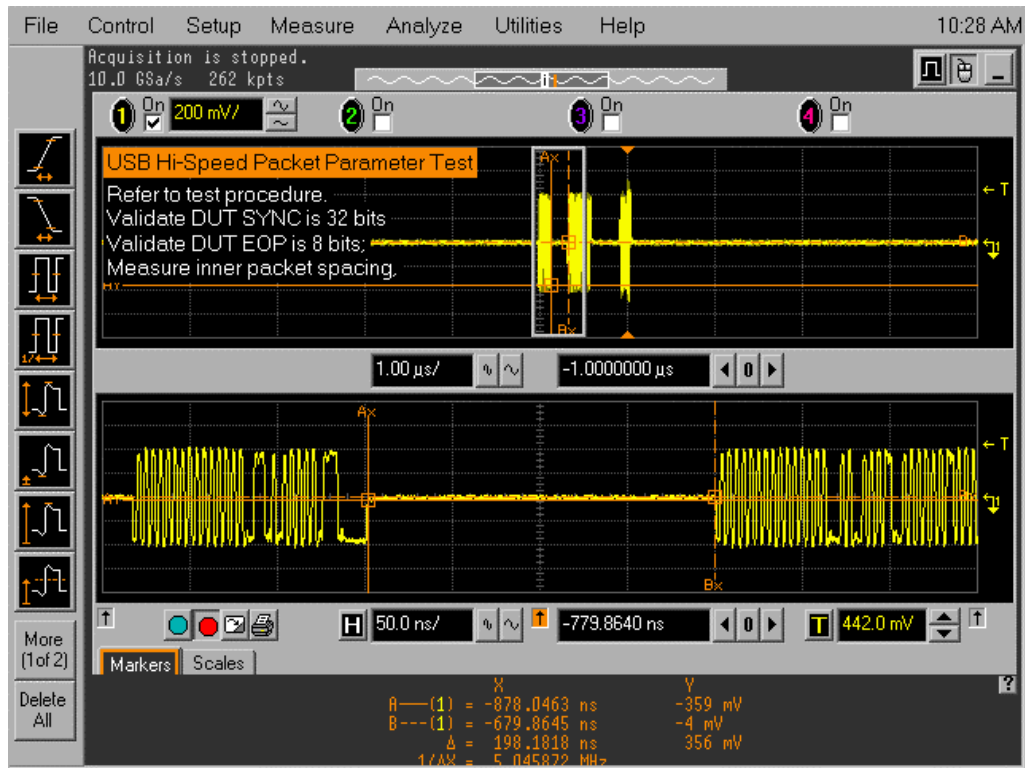 File Control Setup Measure Analyze Utilities Help 10:28 AM
Acquisition is stopped.
10.0 GSa/s 262 kpts
1 On 200 mV/ 2 On 3 On 4 On
USB Hi-Speed Packet Parameter Test
Refer to test procedure.
Validate DUT SYNC is 32 bits
Validate DUT EOP is 8 bits;
Measure inner packet spacing,
Ax
T
Bx
1.00 µs/ -1.0000000 µs 0
Ax
T
Bx
H 50.0 ns/ -779.8640 ns 0 T 442.0 mV
More
(1of 2)
Delete
All
Markers Scales
?
X Y
A——(1) = -878.0463 ns -359 mV
B---(1) = -679.8645 ns -4 mV
Δ = 198.1818 ns 356 mV
1/ΔX = 5.045872 MHz